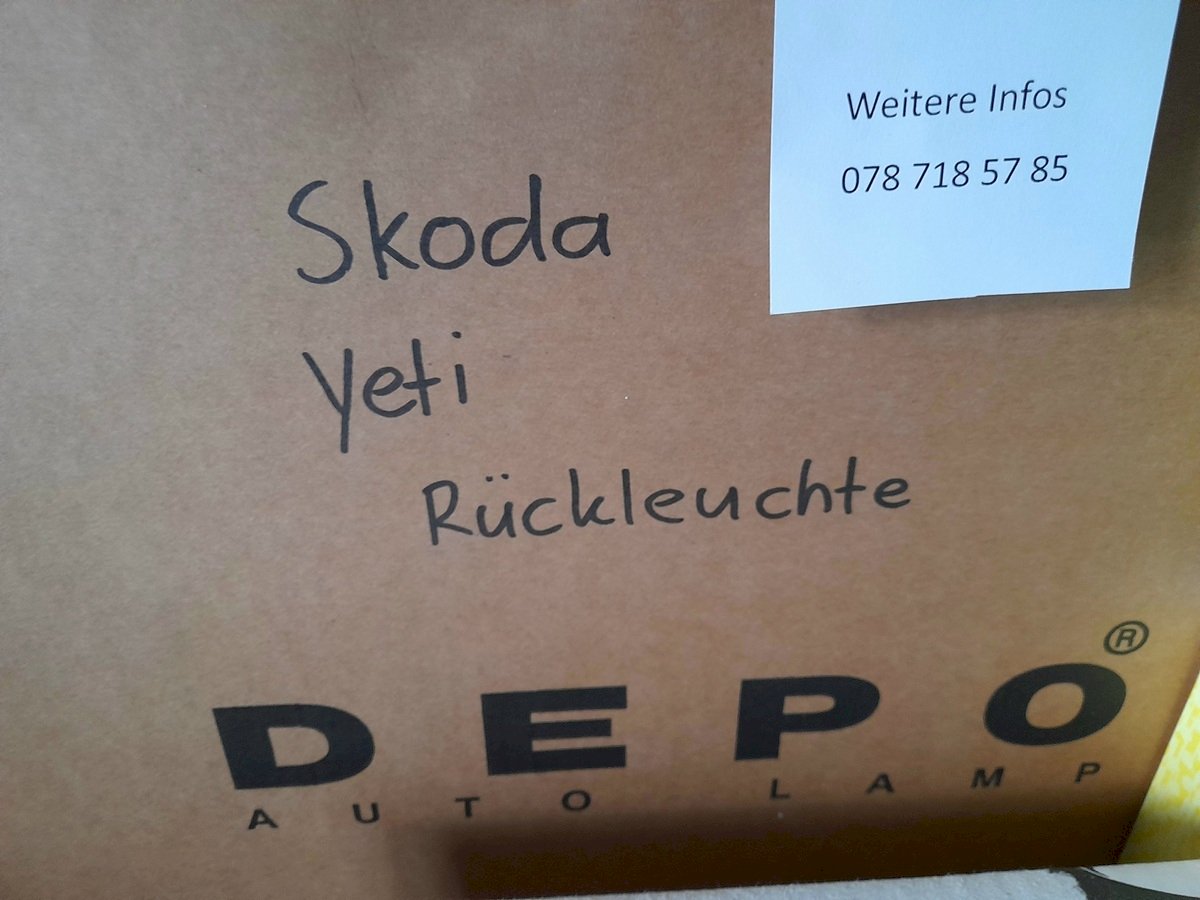 Weitere Infos
078 718 57 85
Skoda
Yeti
Rückleuchte
DEPO®
AUTO LAMP